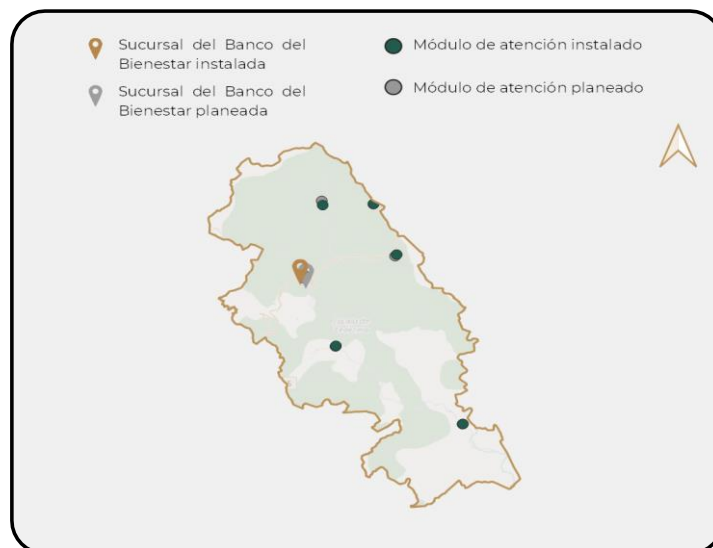 Sucursal del Banco del
Bienestar instalada
Sucursal del Banco del
Bienestar planeada
Módulo de atención instalado
Módulo de atención planeado